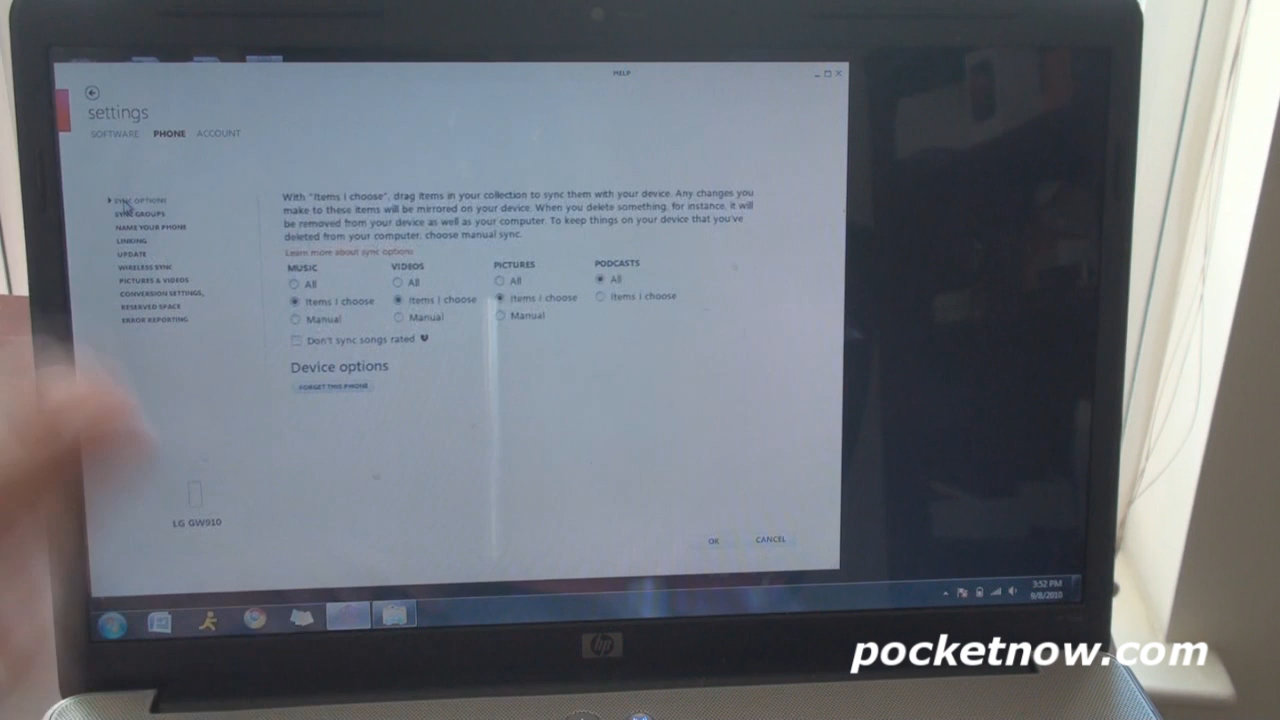 HELP
settings
SOFTWARE PHONE ACCOUNT
SYNC OPTIONS
SYNC GROUPS
NAME YOUR PHONE
LINKING
UPDATE
WIRELESS SYNC
PICTURES & VIDEOS
CONVERSION SETTINGS,
RESERVED SPACE
ERROR REPORTING
With "Items I choose", drag items in your collection to sync them with your device. Any changes you
make to these items will be mirrored on your device. When you delete something, for instance, it will
be removed from your device as well as your computer. To keep things on your device that you've
deleted from your computer, choose manual sync.
Learn more about sync options
MUSIC VIDEOS PICTURES PODCASTS
All All All All
Items I choose Items I choose Items I choose Items I choose
Manual Manual Manual
Don't sync songs rated
Device options
FORGET THIS PHONE
LG GW910
OK CANCEL
3:52 PM
9/8/2010
hp
pocketnow.com